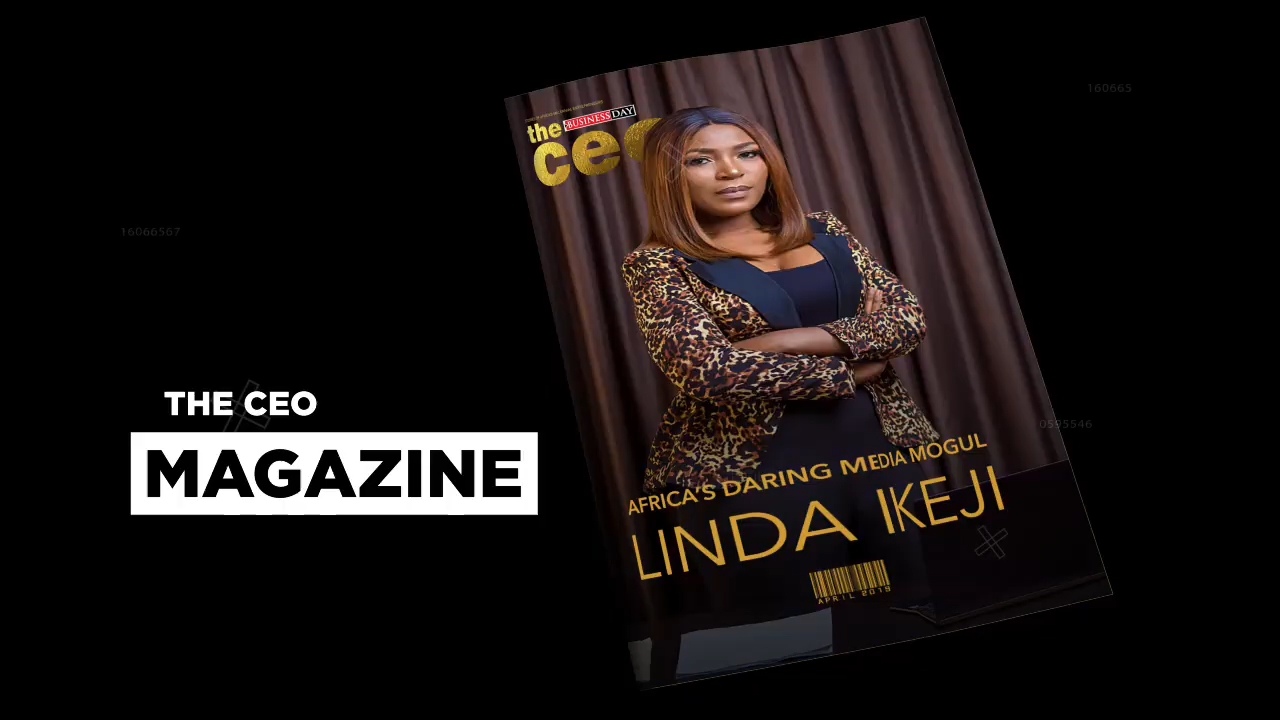 160665
16066567
0595546
THE CEO
MAGAZINE
the
BUSINESS DAY
ceo
AFRICA'S DARING MEDIA MOGUL
LINDA IKEJI
APRIL 2019